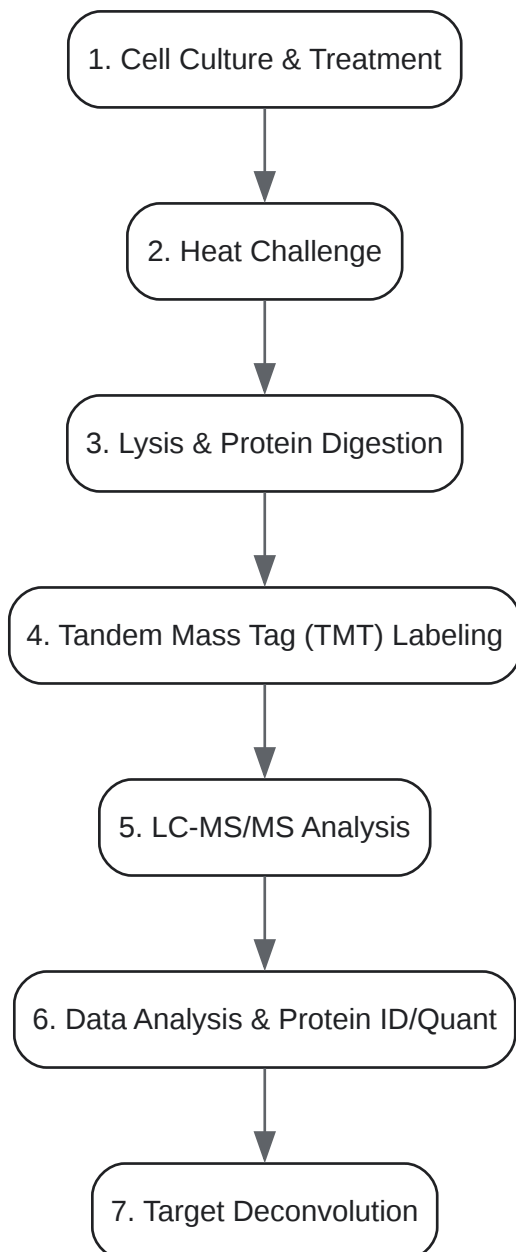 1. Cell Culture & Treatment
2. Heat Challenge
3. Lysis & Protein Digestion
4. Tandem Mass Tag (TMT) Labeling
5. LC-MS/MS Analysis
6. Data Analysis & Protein ID/Quant
7. Target Deconvolution